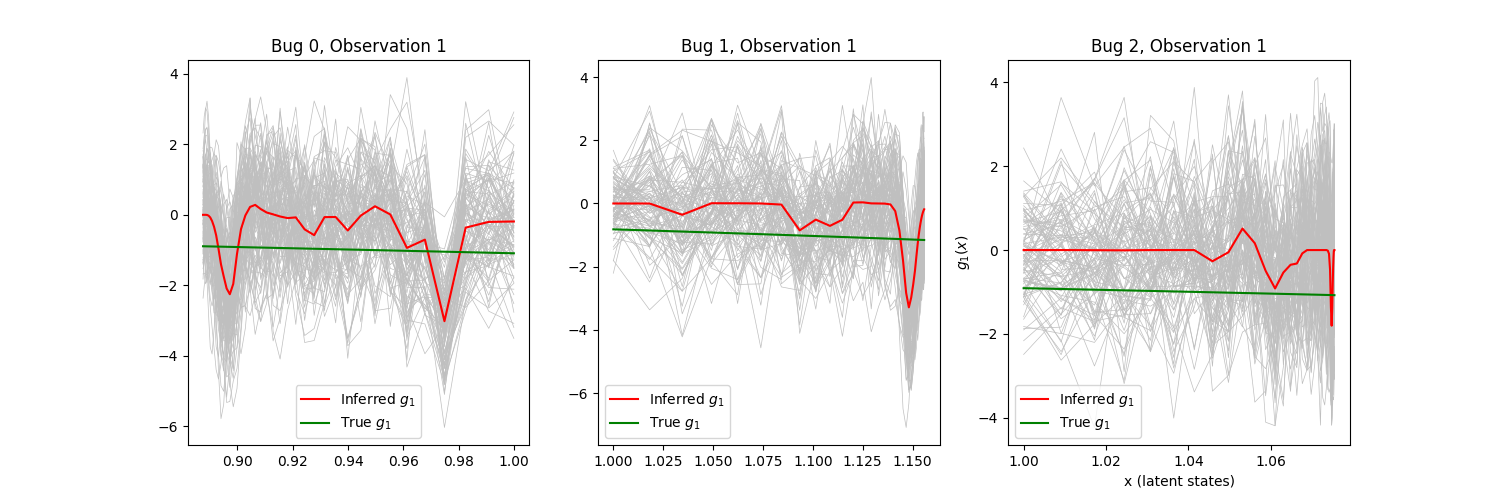 Bug 0, Observation 1
4
2
0
−2
−4
−6
0.90 0.92 0.94 0.96 0.98 1.00
Inferred g₁
True g₁
Bug 1, Observation 1
4
2
0
−2
−4
−6
1.000 1.025 1.050 1.075 1.100 1.125 1.150
Inferred g₁
True g₁
Bug 2, Observation 1
g₁(x)
4
2
0
−2
−4
1.00 1.02 1.04 1.06
x (latent states)
Inferred g₁
True g₁